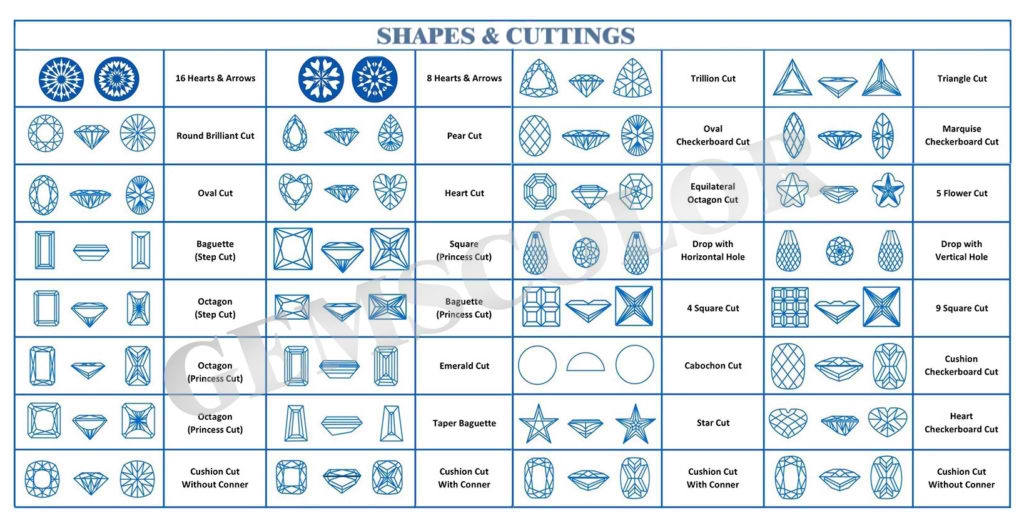 SHAPES & CUTTINGS
16 Hearts & Arrows
8 Hearts & Arrows
Trillion Cut
Triangle Cut
Round Brilliant Cut
Pear Cut
Oval
Checkerboard Cut
Marquise
Checkerboard Cut
Oval Cut
Heart Cut
Equilateral
Octagon Cut
5 Flower Cut
Baguette
(Step Cut)
Square
(Princess Cut)
Drop with
Horizontal Hole
Drop with
Vertical Hole
Octagon
(Step Cut)
Baguette
(Princess Cut)
4 Square Cut
9 Square Cut
Octagon
(Princess Cut)
Emerald Cut
Cabochon Cut
Cushion
Checkerboard Cut
Octagon
(Princess Cut)
Taper Baguette
Star Cut
Heart
Checkerboard Cut
Cushion Cut
Without Conner
Cushion Cut
With Conner
Cushion Cut
With Conner
Cushion Cut
Without Conner
GEMSCOLOR